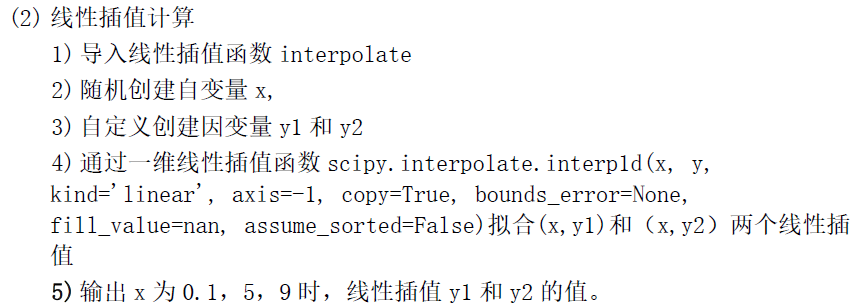 (2) 线性插值计算
1) 导入线性插值函数 interpolate
2) 随机创建自变量 x,
3) 自定义创建因变量 y1 和 y2
4) 通过一维线性插值函数 scipy.interpolate.interp1d(x, y,
kind='linear', axis=-1, copy=True, bounds_error=None,
fill_value=nan, assume_sorted=False)拟合(x,y1)和（x,y2）两个线性插
值
5) 输出 x 为 0.1，5，9 时，线性插值 y1 和 y2 的值。